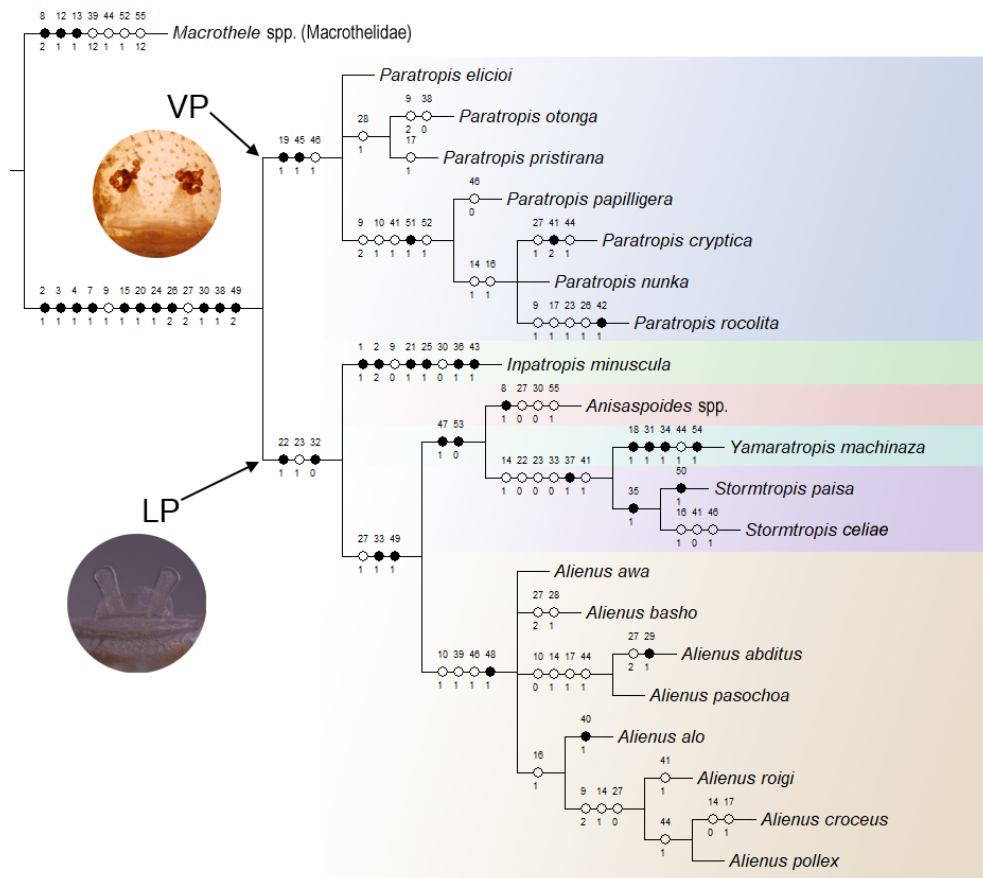 8 12 13 39 44 52 55
Macrothele spp. (Macrothelidae)
2 1 1 12 1 1 12
Paratropis elicioi
VP
9 38
Paratropis otonga
2 0
28
1
17
Paratropis pristirana
1
19 45 46
1 1 1
46
Paratropis papilligera
0
9 10 41 51 52
2 1 1 1 1
27 41 44
Paratropis cryptica
1 2 1
14 16
Paratropis nunka
1 1
9 17 23 26 42
Paratropis rocolita
1 1 1 1 1
2 3 4 7 9 15 20 24 26 27 30 38 49
1 1 1 1 1 1 1 1 2 2 1 1 2
1 2 9 21 25 30 36 43
Inpatropis minuscula
1 2 0 1 1 0 1 1
8 27 30 55
Anisaspoides spp.
1 0 0 1
47 53
1 0
18 31 34 44 54
Yamaratropis machinaza
1 1 1 1 1
22 23 32
1 1 0
14 22 23 33 37 41
1 0 0 0 1 1
50
Stormtropis paisa
1
35
1
LP
16 41 46
Stormtropis celiae
1 0 1
27 33 49
1 1 1
Alienus awa
27 28
Alienus basho
2 1
27 29
Alienus abditus
2 1
10 39 46 48
1 1 1 1
10 14 17 44
0 1 1 1
Alienus pasochoa
40
Alienus alo
1
16
1
41
Alienus roigi
1
9 14 27
2 1 0
14 17
Alienus croceus
0 1
44
1
Alienus pollex